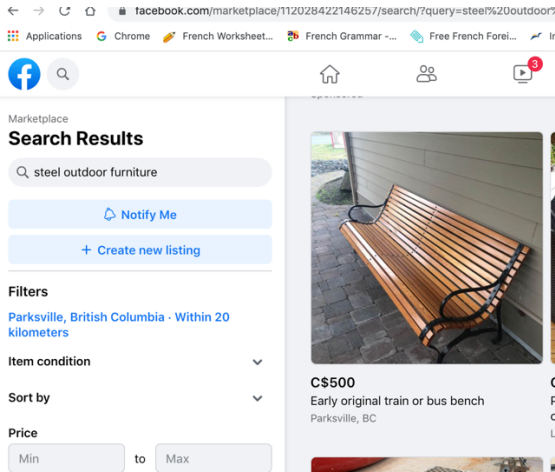 facebook.com/marketplace/112028422146257/search/?query=steel%20outdoor%
Applications
Chrome
French Worksheet...
French Grammar -...
Free French Forei...
3
Sponsored
Marketplace
Search Results
steel outdoor furniture
Notify Me
+ Create new listing
Filters
Parksville, British Columbia · Within 20
kilometers
Item condition
Sort by
Price
Min
to
Max
C$500
Early original train or bus bench
Parksville, BC